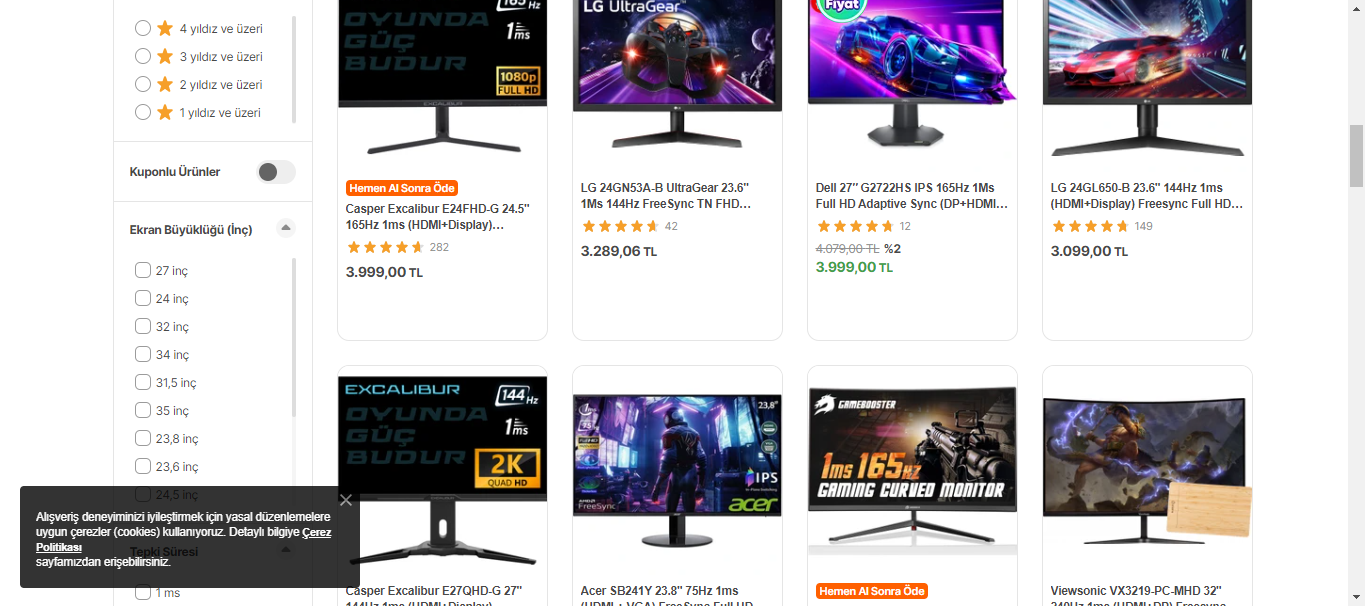 4 yıldız ve üzeri
3 yıldız ve üzeri
2 yıldız ve üzeri
1 yıldız ve üzeri
Kuponlu Ürünler
Ekran Büyüklüğü (İnç)
27 inç
24 inç
32 inç
34 inç
31,5 inç
35 inç
23,8 inç
23,6 inç
24,5 inç
Tepki Süresi
1 ms
Alışveriş deneyiminizi iyileştirmek için yasal düzenlemelere
uygun çerezler (cookies) kullanıyoruz. Detaylı bilgiye Çerez
Politikası
sayfamızdan erişebilirsiniz.
165 Hz
OYUNDA
GÜÇ
BUDUR
1ms
1080p
FULL HD
EXCALIBUR
Hemen Al Sonra Öde
Casper Excalibur E24FHD-G 24.5"
165Hz 1ms (HDMI+Display)...
282
3.999,00 TL
LG UltraGear
LG
LG 24GN53A-B UltraGear 23.6"
1Ms 144Hz FreeSync TN FHD...
42
3.289,06 TL
Fiyat
Dell 27″ G2722HS IPS 165Hz 1Ms
Full HD Adaptive Sync (DP+HDMI...
12
4.079,00 TL %2
3.999,00 TL
LG
LG 24GL650-B 23.6" 144Hz 1ms
(HDMI+Display) Freesync Full HD...
149
3.099,00 TL
EXCALIBUR
144 Hz
OYUNDA
GÜÇ
BUDUR
1ms
2K
QUAD HD
Casper Excalibur E27QHD-G 27"
144Hz 1ms (HDMI+Display)
23,8"
1ms
75
IPS
AMD
FreeSync
acer
Acer SB241Y 23.8" 75Hz 1ms
(HDMI + VGA) FreeSync Full HD
GAMEBOOSTER
1ms 165Hz
GAMING CURVED MONITOR
Hemen Al Sonra Öde
Viewsonic VX3219-PC-MHD 32"
240Hz 1ms (HDMI+DP) Freesync